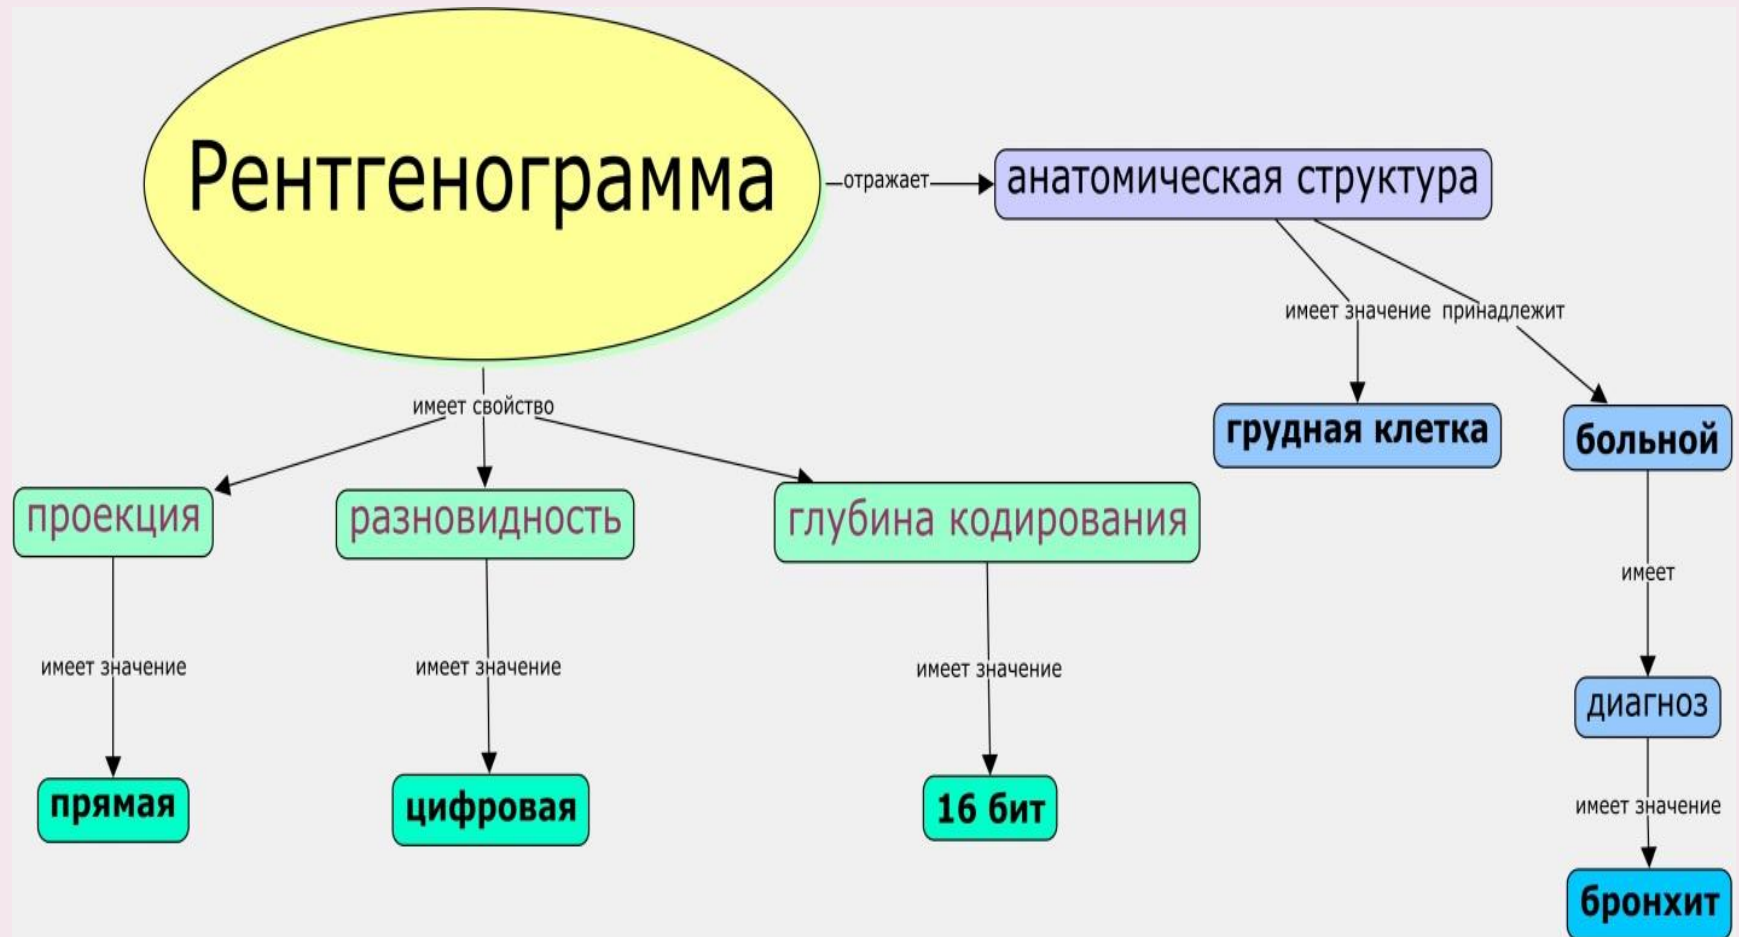 Рентгенограмма
отражает
анатомическая структура
имеет значение
принадлежит
грудная клетка
больной
имеет свойство
проекция
разновидность
глубина кодирования
имеет
имеет значение
имеет значение
имеет значение
диагноз
прямая
цифровая
16 бит
имеет значение
бронхит